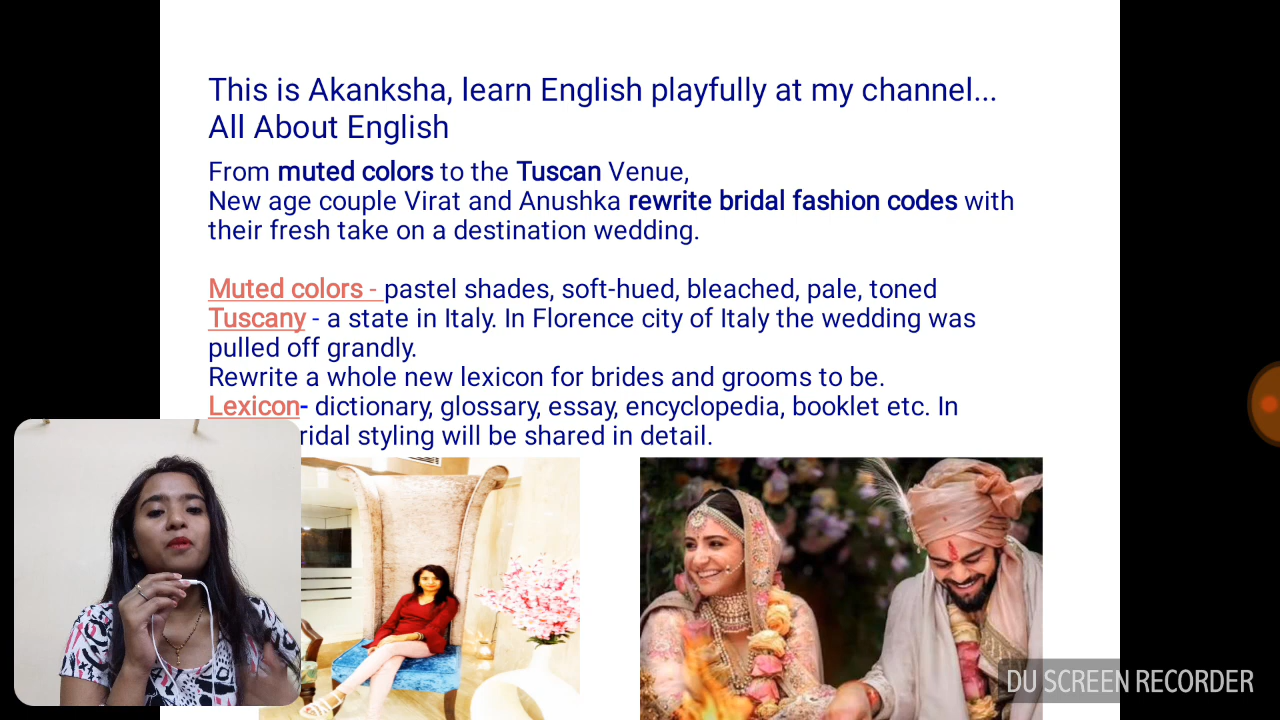 This is Akanksha, learn English playfully at my channel...
All About English
From muted colors to the Tuscan Venue,
New age couple Virat and Anushka rewrite bridal fashion codes with
their fresh take on a destination wedding.
Muted colors - pastel shades, soft-hued, bleached, pale, toned
Tuscany - a state in Italy. In Florence city of Italy the wedding was
pulled off grandly.
Rewrite a whole new lexicon for brides and grooms to be.
Lexicon- dictionary, glossary, essay, encyclopedia, booklet etc. In
styling will be shared in detail.
DU SCREEN RECORDER